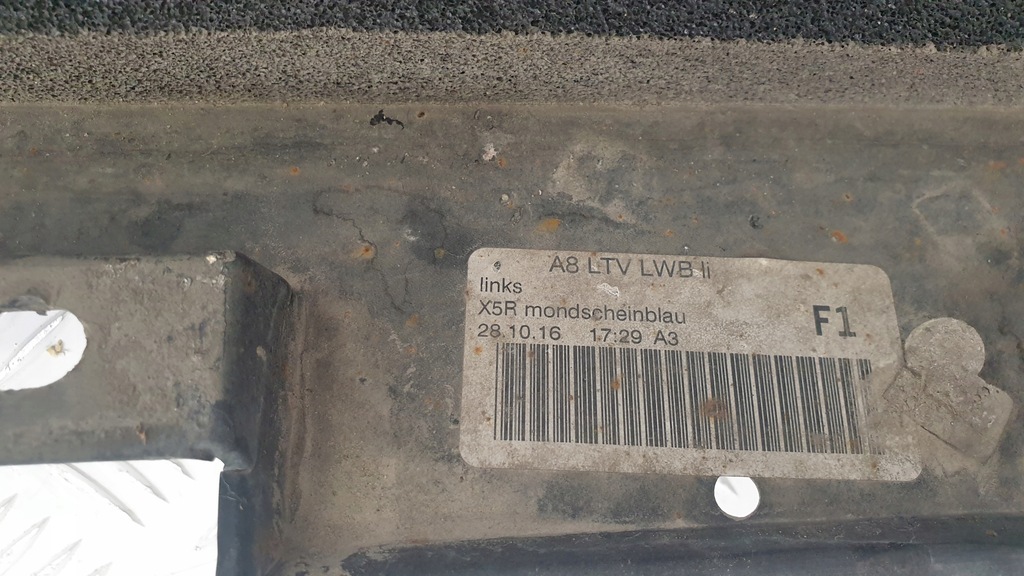 A8 LTV LWB li
links
X5R mondscheinblau
F1
28.10.16 17:29 A3